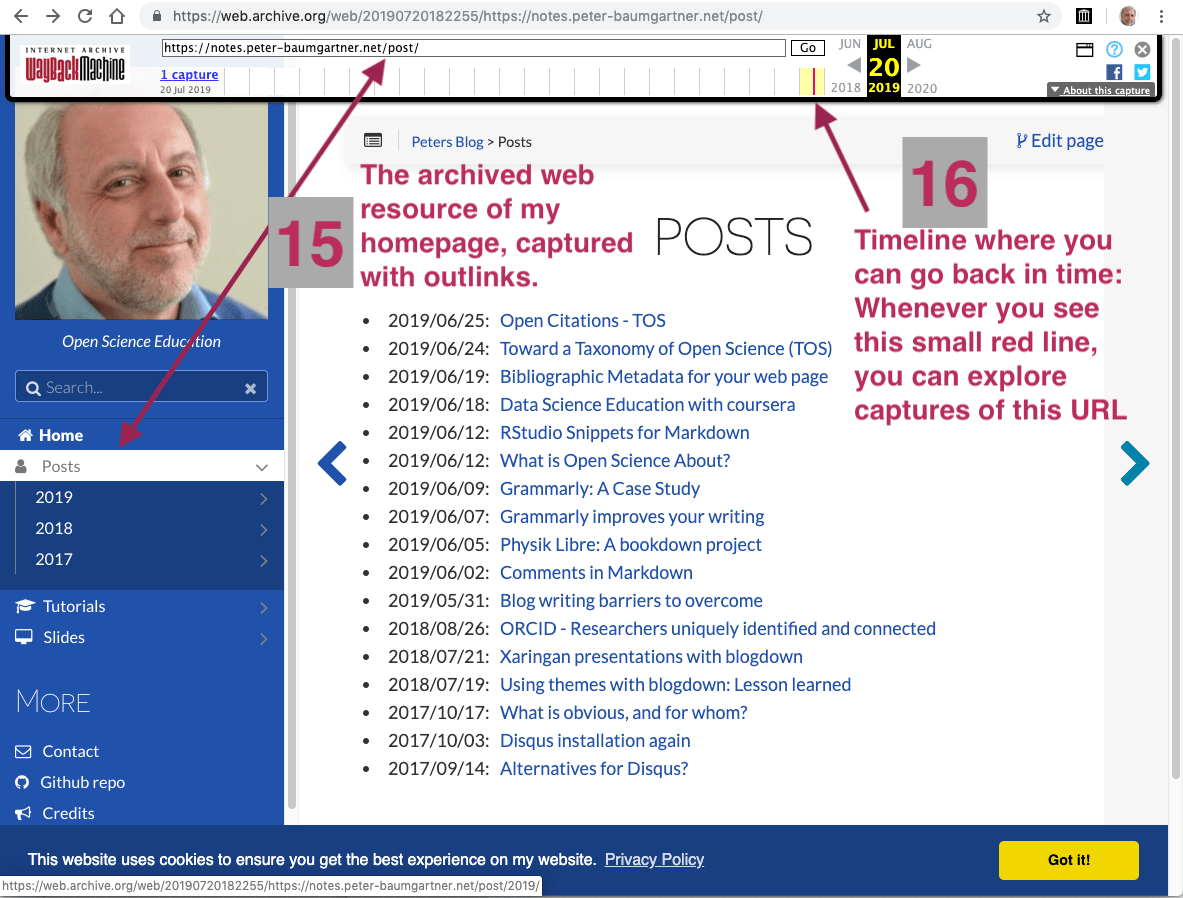 https://web.archive.org/web/20190720182255/https://notes.peter-baumgartner.net/post/
INTERNET ARCHIVE
WayBackMachine
https://notes.peter-baumgartner.net/post/
Go
JUN
JUL
AUG
1 capture
20 Jul 2019
20
2018
2019
2020
About this capture
Peters Blog > Posts
Edit page
15
The archived web
resource of my
homepage, captured
with outlinks.
16
Timeline where you
can go back in time:
Whenever you see
this small red line,
you can explore
captures of this URL
POSTS
Open Science Education
Search...
Home
Posts
2019
2018
2017
Tutorials
Slides
MORE
Contact
Github repo
Credits
2019/06/25: Open Citations - TOS
2019/06/24: Toward a Taxonomy of Open Science (TOS)
2019/06/19: Bibliographic Metadata for your web page
2019/06/18: Data Science Education with coursera
2019/06/12: RStudio Snippets for Markdown
2019/06/12: What is Open Science About?
2019/06/09: Grammarly: A Case Study
2019/06/07: Grammarly improves your writing
2019/06/05: Physik Libre: A bookdown project
2019/06/02: Comments in Markdown
2019/05/31: Blog writing barriers to overcome
2018/08/26: ORCID - Researchers uniquely identified and connected
2018/07/21: Xaringan presentations with blogdown
2018/07/19: Using themes with blogdown: Lesson learned
2017/10/17: What is obvious, and for whom?
2017/10/03: Disqus installation again
2017/09/14: Alternatives for Disqus?
This website uses cookies to ensure you get the best experience on my website. Privacy Policy
Got it!
https://web.archive.org/web/20190720182255/https://notes.peter-baumgartner.net/post/2019/